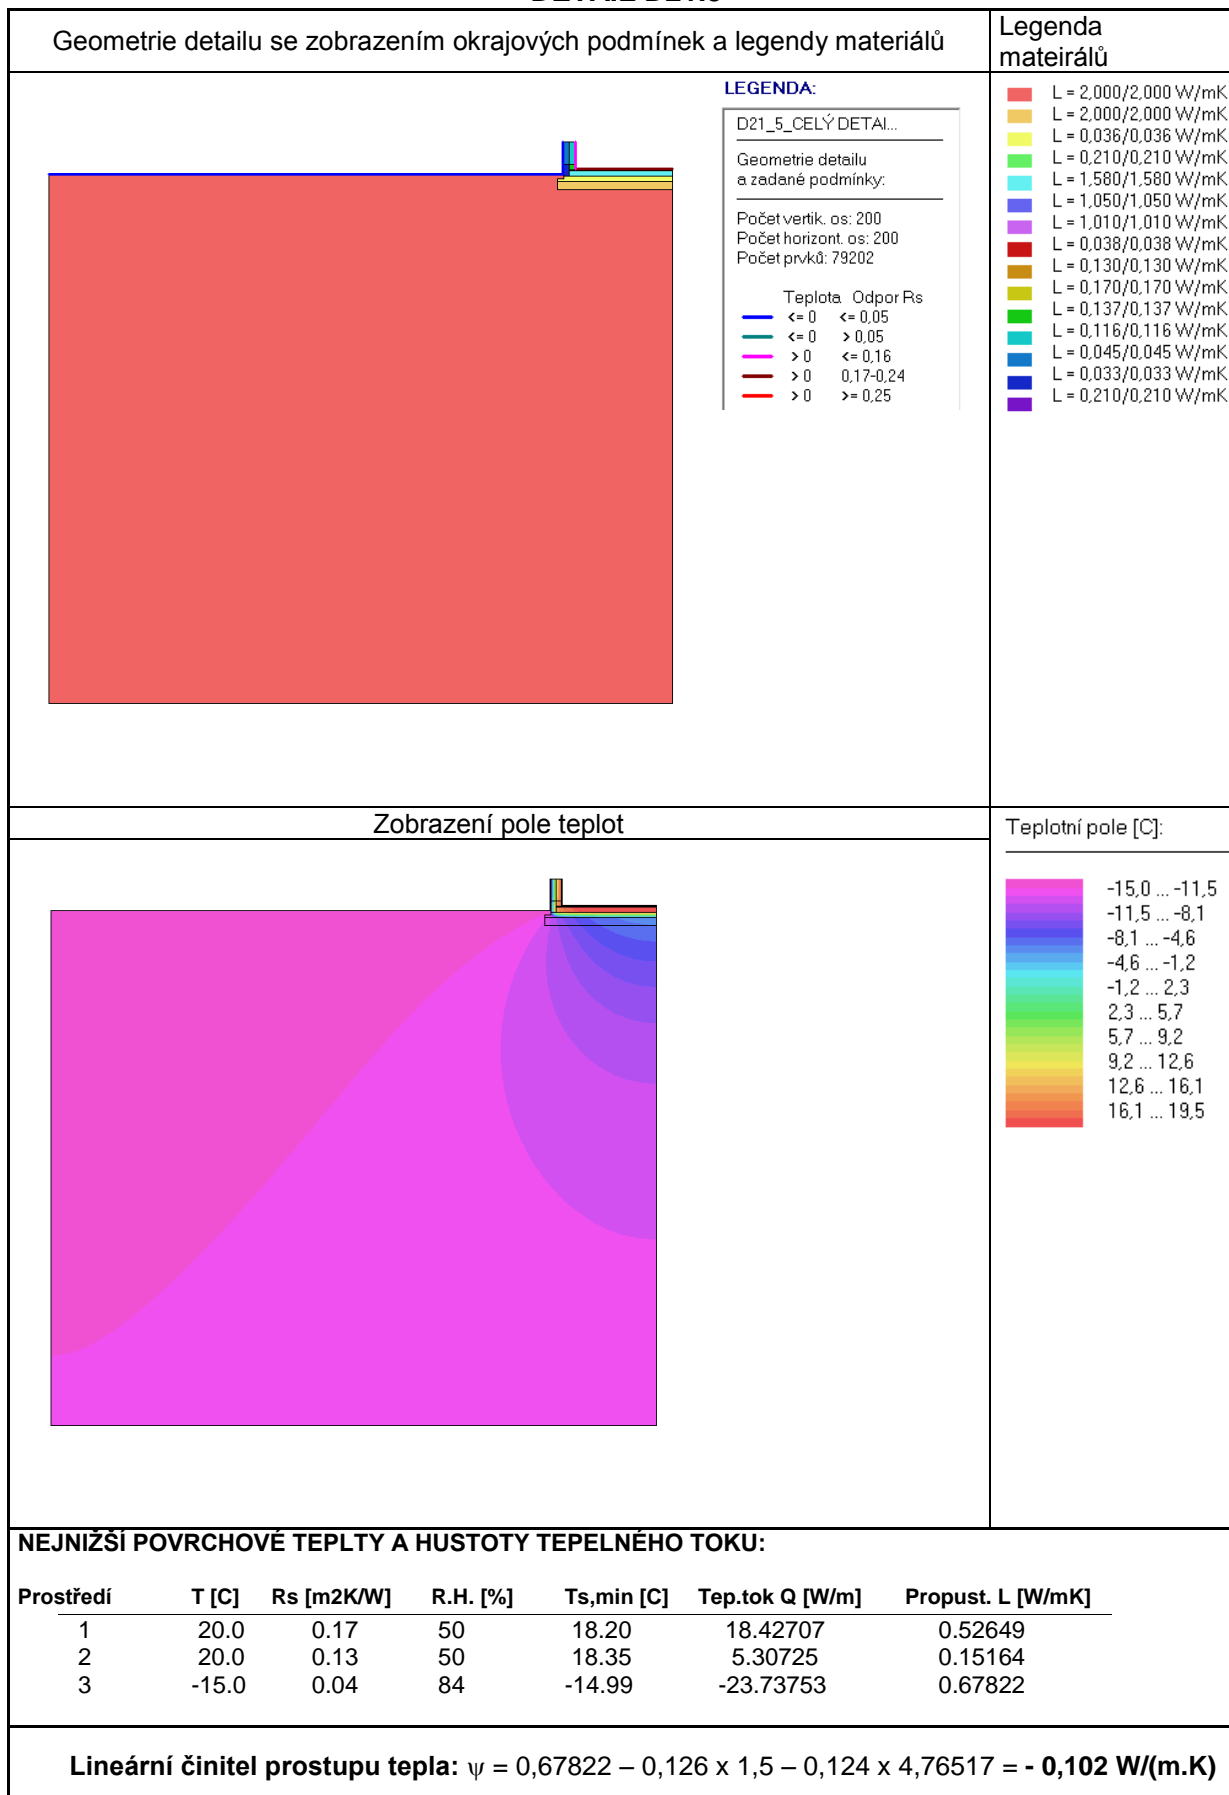 Geometrie detailu se zobrazením okrajových podmínek a legendy materiálů
Legenda
mateirálů
LEGENDA:
D21_5_CELÝ DETAI...
Geometrie detailu
a zadané podmínky:
Počet vertik. os: 200
Počet horizont. os: 200
Počet prvků: 79202
Teplota Odpor Rs
<= 0 <= 0,05
<= 0 > 0,05
> 0 <= 0,16
> 0 0,17-0,24
> 0 >= 0,25
L = 2,000/2,000 W/mK
L = 2,000/2,000 W/mK
L = 0,036/0,036 W/mK
L = 0,210/0,210 W/mK
L = 1,580/1,580 W/mK
L = 1,050/1,050 W/mK
L = 1,010/1,010 W/mK
L = 0,038/0,038 W/mK
L = 0,130/0,130 W/mK
L = 0,170/0,170 W/mK
L = 0,137/0,137 W/mK
L = 0,116/0,116 W/mK
L = 0,045/0,045 W/mK
L = 0,033/0,033 W/mK
L = 0,210/0,210 W/mK
Zobrazení pole teplot
Teplotní pole [C]:
-15,0 ... -11,5
-11,5 ... -8,1
-8,1 ... -4,6
-4,6 ... -1,2
-1,2 ... 2,3
2,3 ... 5,7
5,7 ... 9,2
9,2 ... 12,6
12,6 ... 16,1
16,1 ... 19,5
NEJNIŽŠÍ POVRCHOVÉ TEPLTY A HUSTOTY TEPELNÉHO TOKU:
Prostředí T [C] Rs [m2K/W] R.H. [%] Ts,min [C] Tep.tok Q [W/m] Propust. L [W/mK]
1 20.0 0.17 50 18.20 18.42707 0.52649
2 20.0 0.13 50 18.35 5.30725 0.15164
3 -15.0 0.04 84 -14.99 -23.73753 0.67822
Lineární činitel prostupu tepla: ψ = 0,67822 – 0,126 x 1,5 – 0,124 x 4,76517 = - 0,102 W/(m.K)